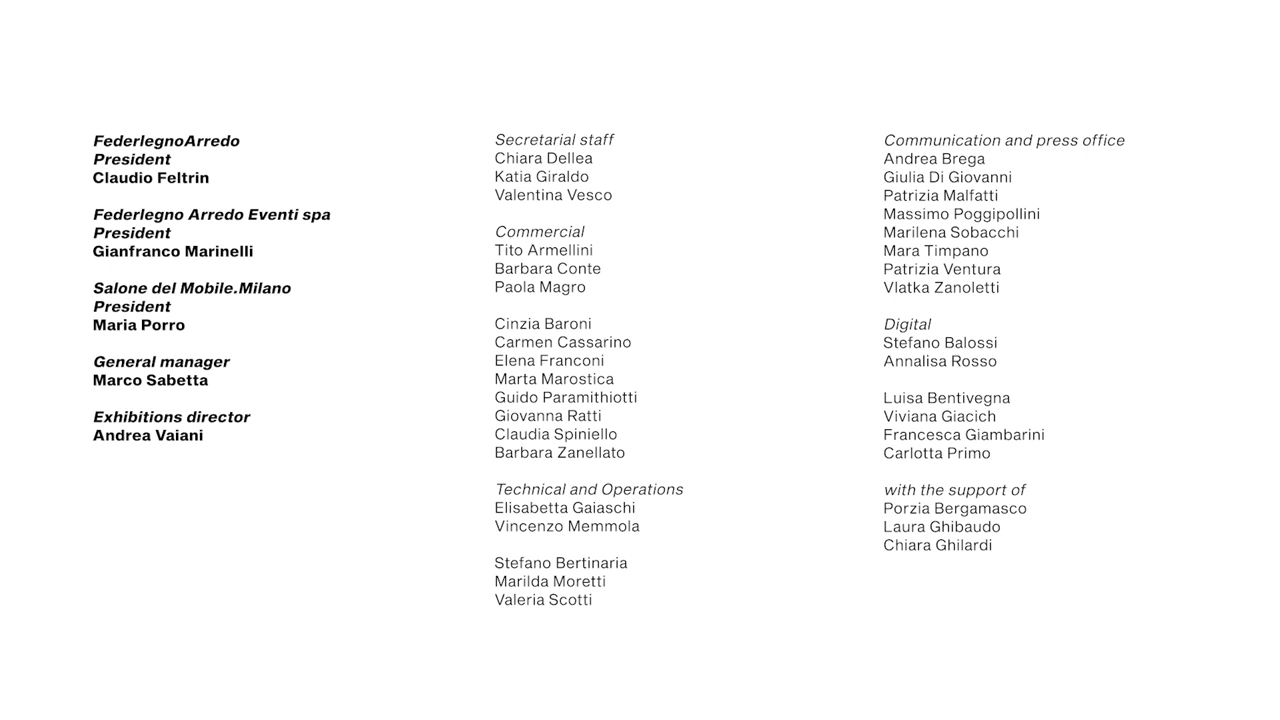 FederlegnoArredo
President
Claudio Feltrin
Federlegno Arredo Eventi spa
President
Gianfranco Marinelli
Salone del Mobile.Milano
President
Maria Porro
General manager
Marco Sabetta
Exhibitions director
Andrea Vaiani
Secretarial staff
Chiara Dellea
Katia Giraldo
Valentina Vesco
Commercial
Tito Armellini
Barbara Conte
Paola Magro
Cinzia Baroni
Carmen Cassarino
Elena Franconi
Marta Marostica
Guido Paramithiotti
Giovanna Ratti
Claudia Spiniello
Barbara Zanellato
Technical and Operations
Elisabetta Gaiaschi
Vincenzo Memmola
Stefano Bertinaria
Marilda Moretti
Valeria Scotti
Communication and press office
Andrea Brega
Giulia Di Giovanni
Patrizia Malfatti
Massimo Poggipollini
Marilena Sobacchi
Mara Timpano
Patrizia Ventura
Vlatka Zanoletti
Digital
Stefano Balossi
Annalisa Rosso
Luisa Bentivegna
Viviana Giacich
Francesca Giambarini
Carlotta Primo
with the support of
Porzia Bergamasco
Laura Ghibaudo
Chiara Ghilardi